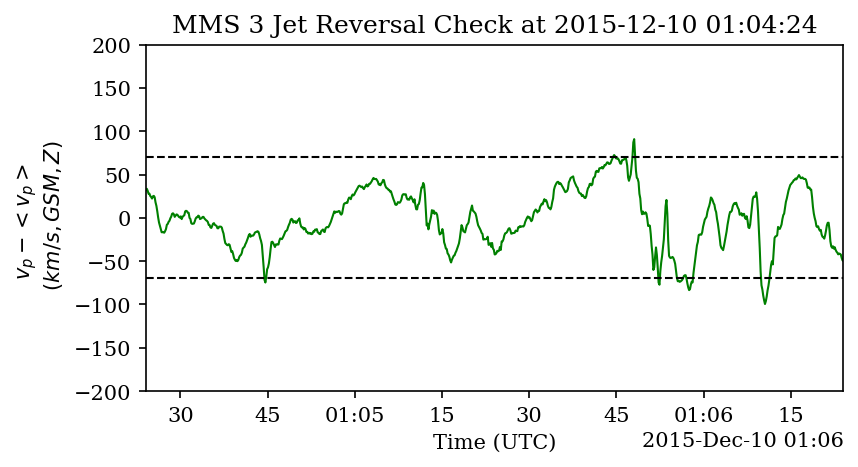 MMS 3 Jet Reversal Check at 2015-12-10 01:04:24
200
150
100
50
0
−50
−100
−150
−200
v_p − < v_p >
(km/s, GSM, Z)
30 45 01:05 15 30 45 01:06 15
Time (UTC)
2015-Dec-10 01:06